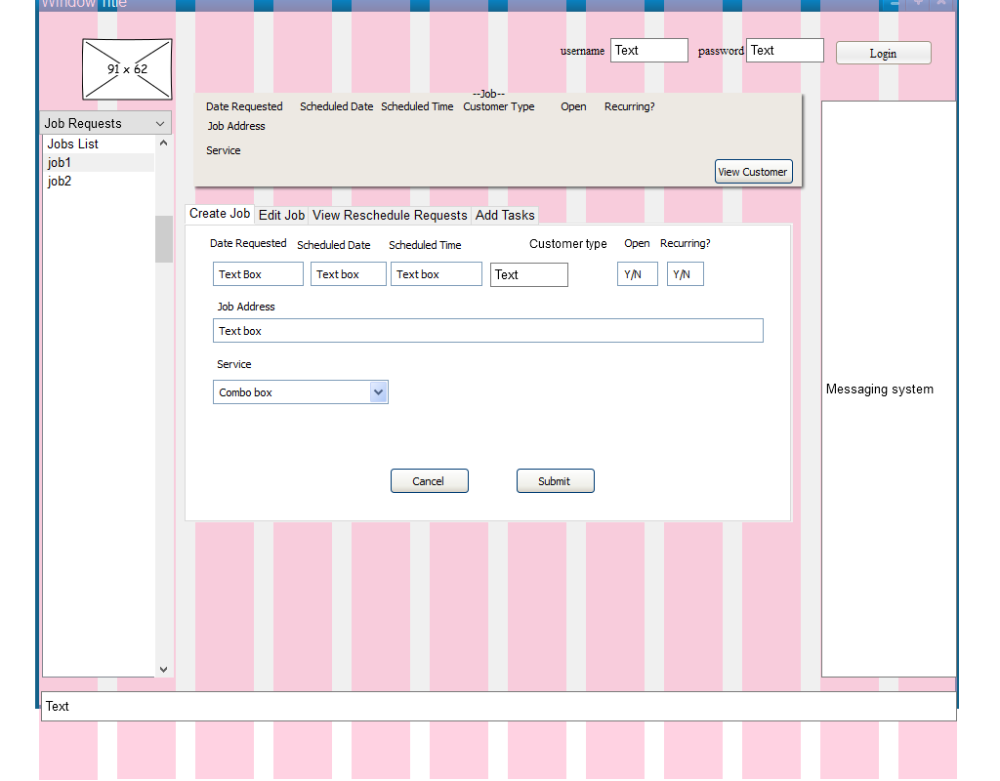 Window Title
91 x 62
username Text password Text Login
--Job--
Date Requested Scheduled Date Scheduled Time Customer Type Open Recurring?
Job Address
Service
View Customer
Job Requests
Jobs List
job1
job2
Create Job Edit Job View Reschedule Requests Add Tasks
Date Requested Scheduled Date Scheduled Time Customer type Open Recurring?
Text Box Text box Text box Text Y/N Y/N
Job Address
Text box
Service
Combo box
Cancel Submit
Messaging system
Text